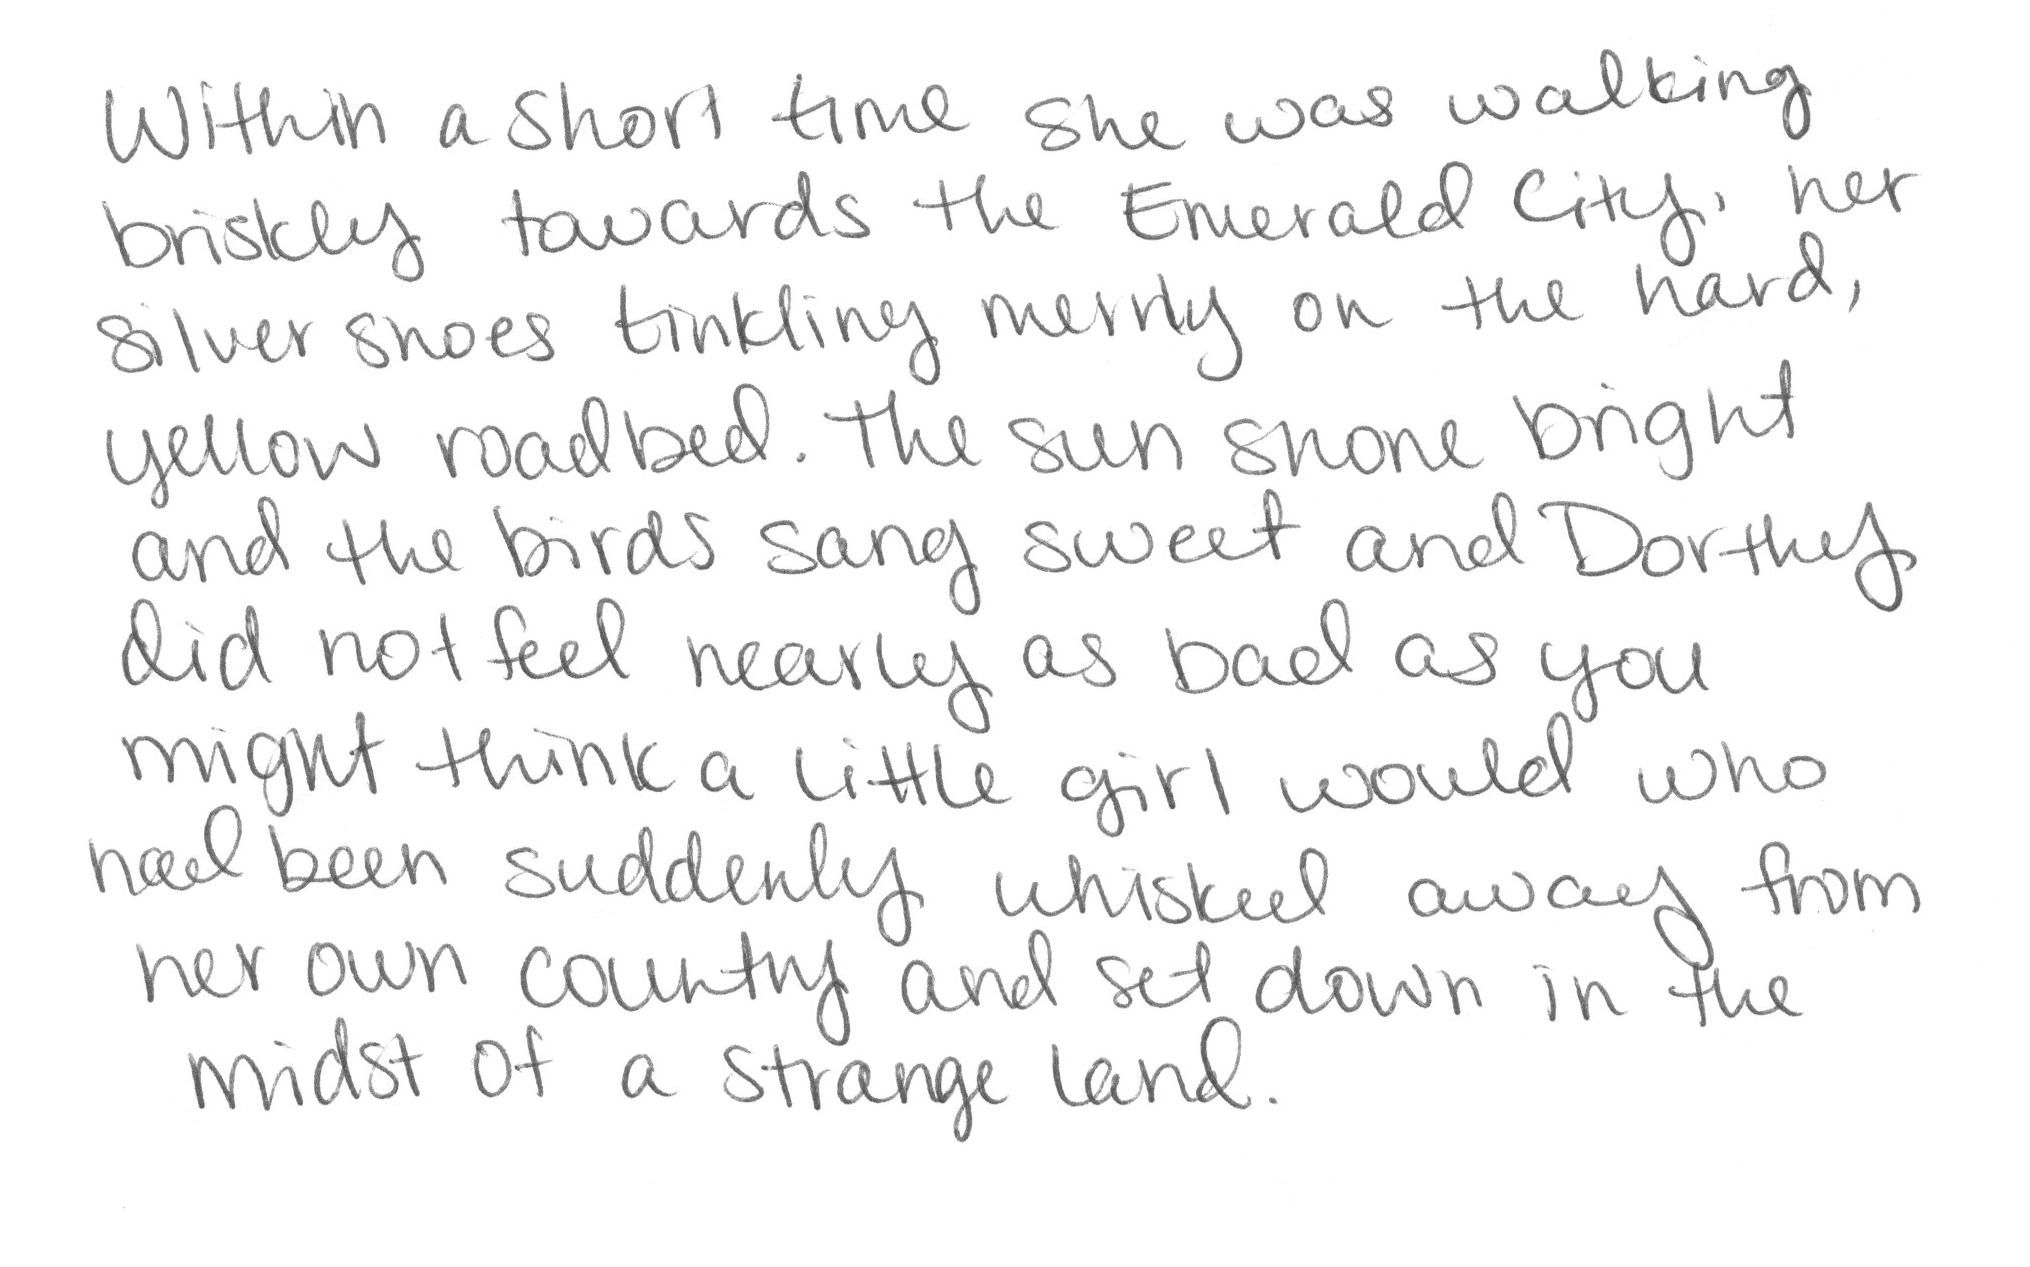 Within a short time she was walking
briskly towards the Emerald City, her
silver shoes tinkling merrily on the hard,
yellow roadbed. The sun shone bright
and the birds sang sweet and Dorthy
did not feel nearly as bad as you
might think a little girl would who
had been suddenly whisked away from
her own country and set down in the
midst of a strange land.